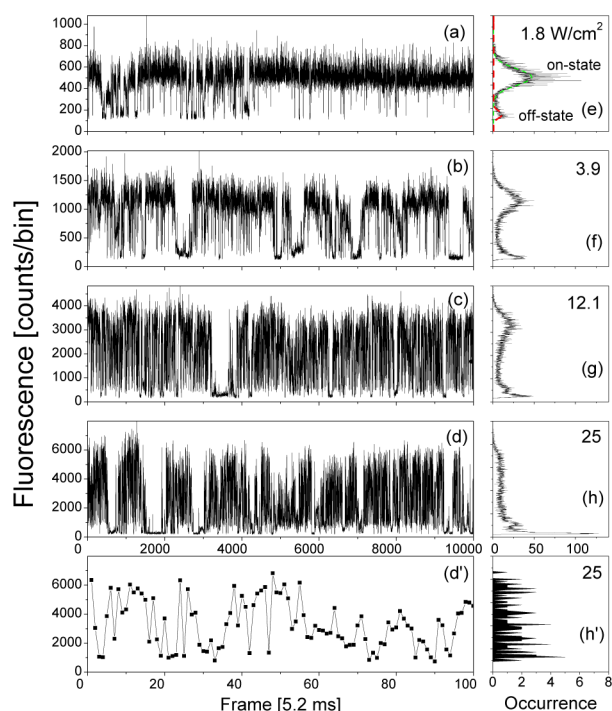 Fluorescence [counts/bin]
1000
800
600
400
200
0
(a)
1.8 W/cm²
on-state
off-state
(e)
2000
1500
1000
500
0
(b)
3.9
(f)
4000
3000
2000
1000
0
(c)
12.1
(g)
6000
4000
2000
0
(d)
25
(h)
0 2000 4000 6000 8000 10000
0 50 100
6000
4000
2000
0
(d')
25
(h')
0 20 40 60 80 100
0 2 4 6 8
Frame [5.2 ms]
Occurrence